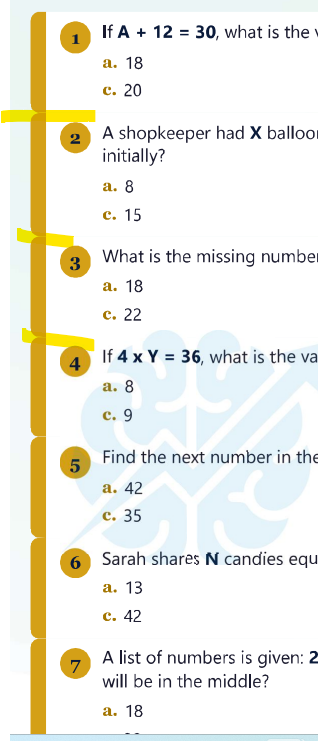 1 If A + 12 = 30, what is the
a. 18
c. 20
2 A shopkeeper had X balloon
initially?
a. 8
c. 15
3 What is the missing number
a. 18
c. 22
4 If 4 x Y = 36, what is the va
a. 8
c. 9
5 Find the next number in the
a. 42
c. 35
6 Sarah shares N candies equ
a. 13
c. 42
7 A list of numbers is given: 2
will be in the middle?
a. 18